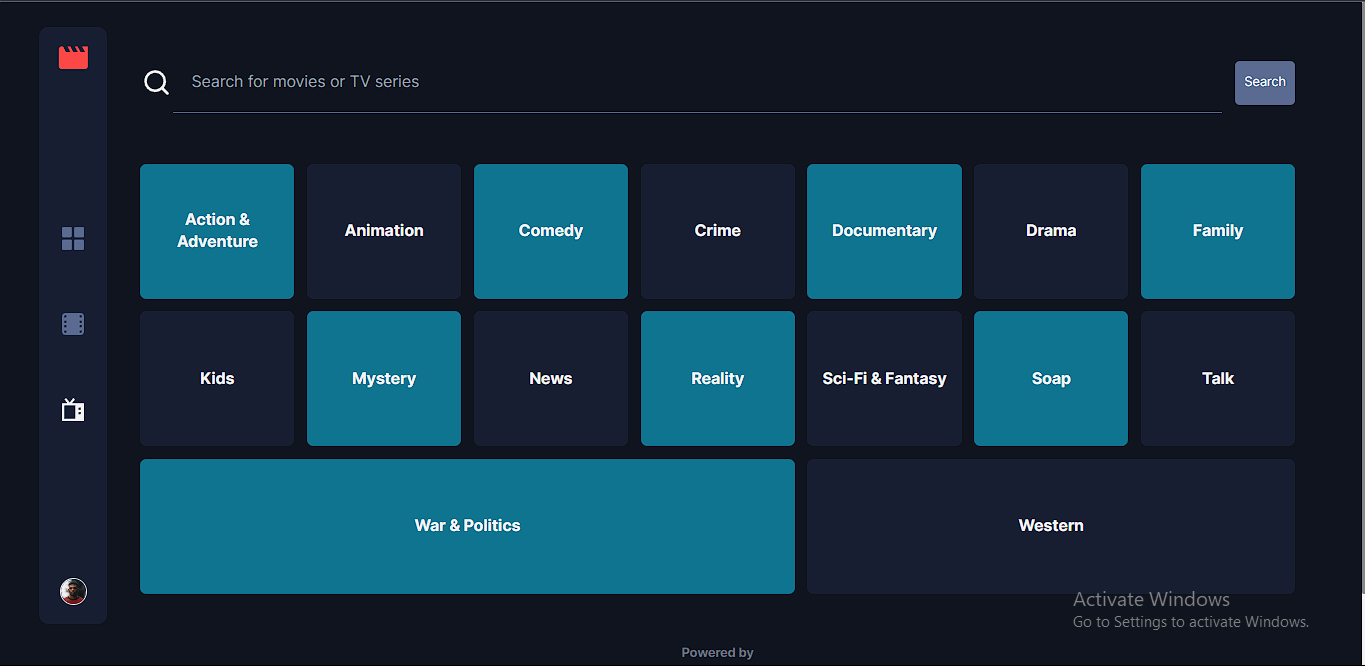 Search for movies or TV series
Search
Action &
Adventure
Animation
Comedy
Crime
Documentary
Drama
Family
Kids
Mystery
News
Reality
Sci-Fi & Fantasy
Soap
Talk
War & Politics
Western
Activate Windows
Go to Settings to activate Windows.
Powered by